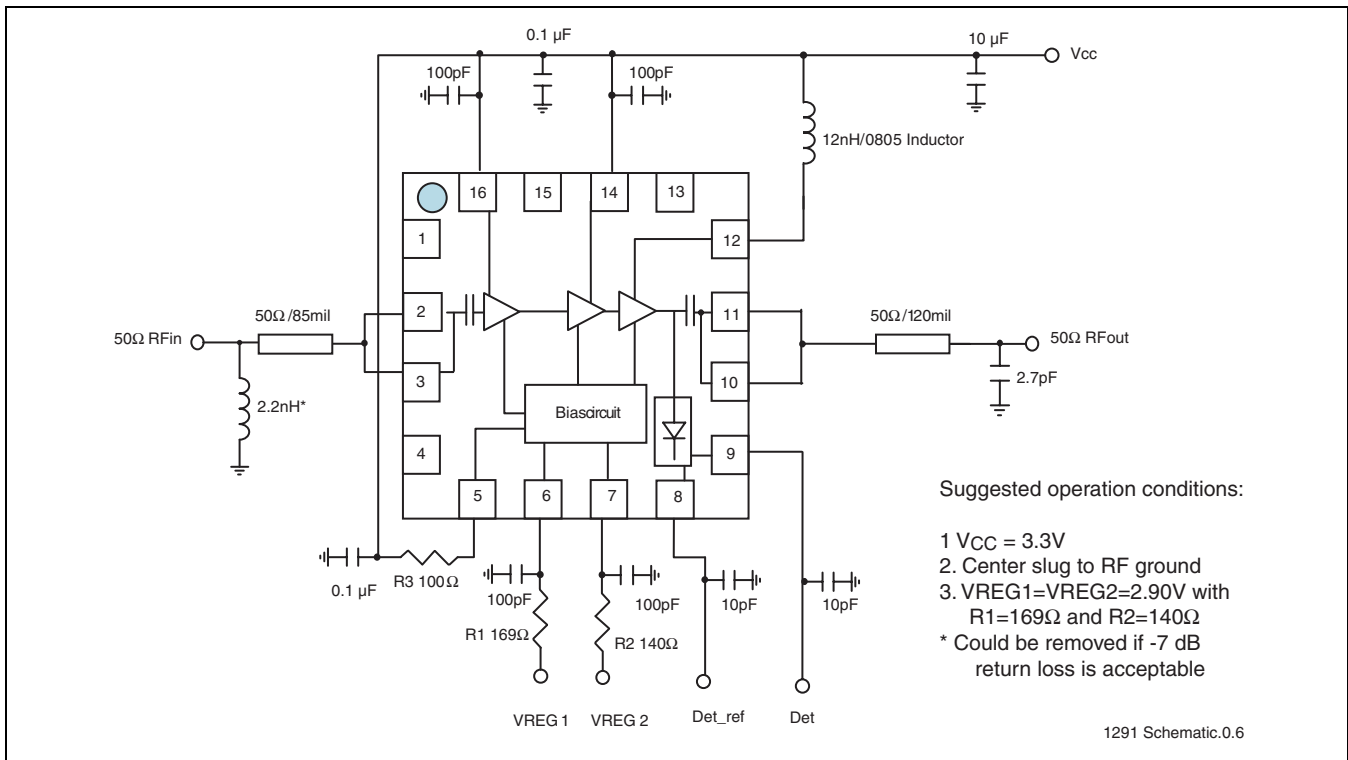 0.1 µF
10 µF
Vcc
100pF
100pF
12nH/0805 Inductor
16
15
14
13
1
12
50Ω/85mil
2
11
50Ω/120mil
50Ω RFin
50Ω RFout
3
10
2.7pF
2.2nH*
Biascircuit
4
9
5
6
7
8
Suggested operation conditions:
1 VCC = 3.3V
2. Center slug to RF ground
3. VREG1=VREG2=2.90V with
R1=169Ω and R2=140Ω
* Could be removed if -7 dB
return loss is acceptable
R3 100Ω
0.1 µF
100pF
100pF
10pF
10pF
R1 169Ω
R2 140Ω
VREG 1
VREG 2
Det_ref
Det
1291 Schematic.0.6